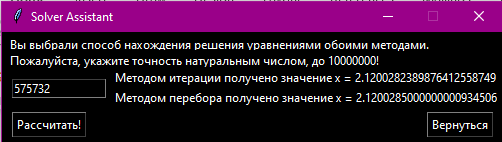 Solver Assistant
Вы выбрали способ нахождения решения уравнениями обоими методами.
Пожалуйста, укажите точность натуральным числом, до 10000000!
575732
Методом итерации получено значение x = 2.120028239876412558749
Методом перебора получено значение x = 2.1200285000000000934506
Рассчитать!
Вернуться